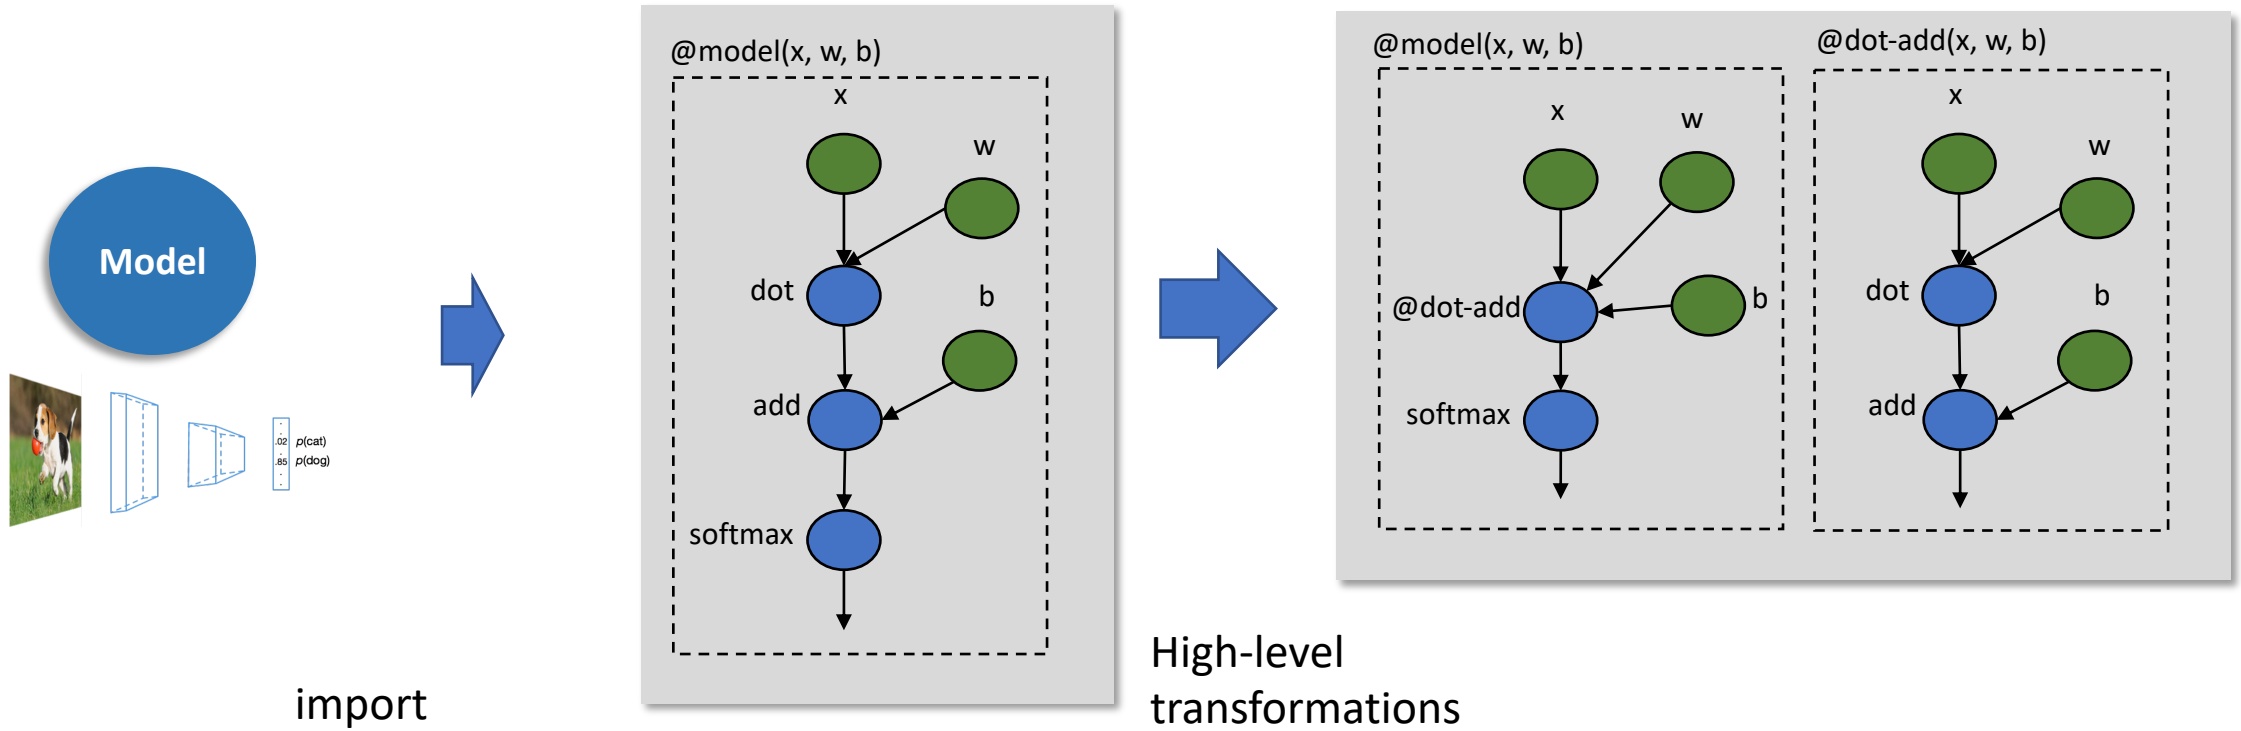 Model
.02 p(cat)
.85 p(dog)
import
@model(x, w, b)
x
w
dot
b
add
softmax
High-level
transformations
@model(x, w, b)
x
w
@dot-add
b
softmax
@dot-add(x, w, b)
x
w
dot
b
add